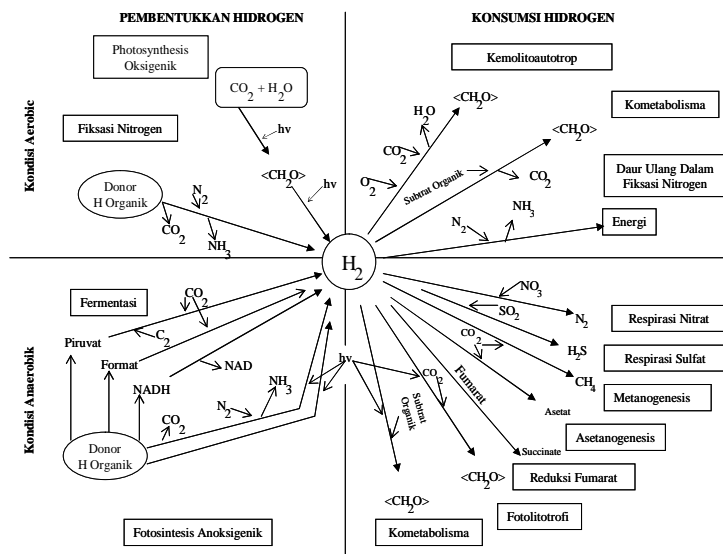 PEMBENTUKKAN HIDROGEN
KONSUMSI HIDROGEN
Kondisi Aerobic
Photosynthesis
Oksigenik
CO2 + H2O
hv
Fiksasi Nitrogen
<CH2O>
hv
Donor
H Organik
N2
CO2
NH3
Kemolitoautotrop
H2O
<CH2O>
CO2
O2
Kometabolisma
<CH2O>
Subtrat Organik
CO2
Daur Ulang Dalam
Fiksasi Nitrogen
N2
NH3
Energi
H2
Kondisi Anaerobik
Fermentasi
CO2
Piruvat
C2
Format
NADH
NAD
NH3
N2
CO2
Donor
H Organik
Fotosintesis Anoksigenik
hv
NO3
N2
Respirasi Nitrat
SO2
H2S
Respirasi Sulfat
CO2
CH4
Metanogenesis
CO2
Fumarat
Asetat
Asetanogenesis
Subtrat
Organik
Succinate
<CH2O>
Reduksi Fumarat
<CH2O>
Fotolitotrofi
Kometabolisma